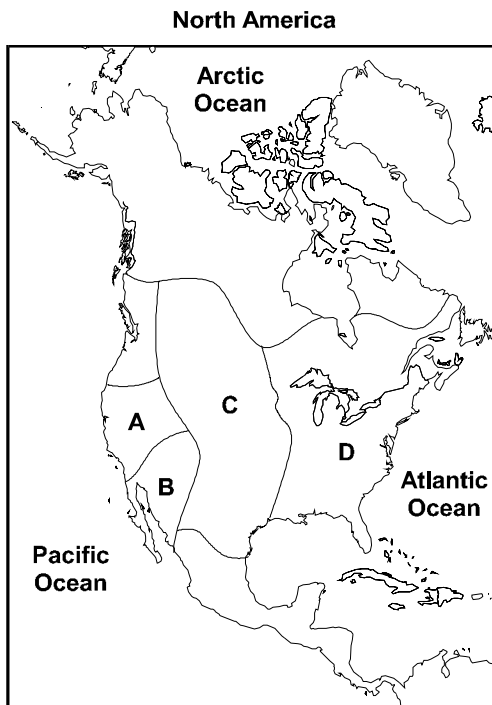 North America
Arctic
Ocean
A
C
B
D
Atlantic
Ocean
Pacific
Ocean